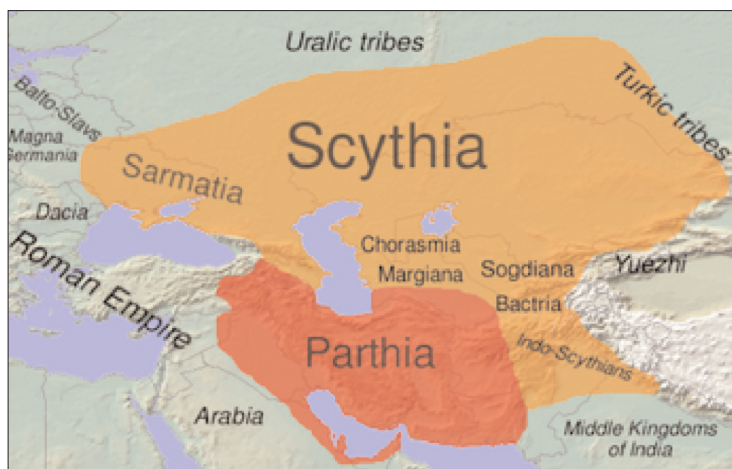 Uralic tribes
Turkic tribes
Balto-Slavs
Scythia
Magna
Germania
Sarmatia
Dacia
Chorasmia
Roman Empire
Margiana
Sogdiana
Yuezhi
Bactria
Parthia
Indo-Scythians
Arabia
Middle Kingdoms
of India